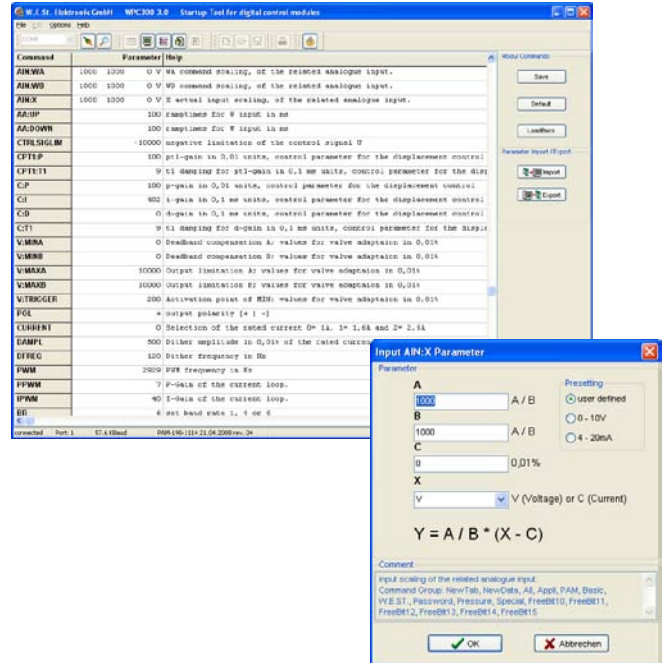 W.E.St. Elektronik GmbH WPC300 3.0 Startup-Tool for digital control modules
File Options Help
Command Parameter Help
AIN:WA 1000 1000 0 V WA command scaling, of the related analogue input.
AIN:WD 1000 1000 0 V WD command scaling, of the related analogue input.
AIN:X 1000 1000 0 V X actual input scaling, of the related analogue input.
AA:UP 100 ramptimes for W input in ms
AA:DOWN 100 ramptimes for W input in ms
CTRLSIGLIM -10000 negative limitation of the control signal U
CPT1:P 100 pt1-gain in 0,01 units, control parameter for the displacement control
CPT1:T1 9 t1 damping for pt1-gain in 0,1 ms units, control parameter for the disp
C:P 100 p-gain in 0,01 units, control parameter for the displacement control
C:I 402 i-gain in 0,1 ms units, control parameter for the displacement control
C:D 0 d-gain in 0,1 ms units, control parameter for the displacement control
C:T1 9 t1 damping for d-gain in 0,1 ms units, control parameter for the displa
V:MINA 0 Deadband compensation A: values for valve adaptaion in 0,01%
V:MINB 0 Deadband compensation B: values for valve adaptaion in 0,01%
V:MAXA 10000 Output limitation A: values for valve adaptaion in 0,01%
V:MAXB 10000 Output limitation B: values for valve adaptaion in 0,01%
V:TRIGGER 200 Activation point of MIN: values for valve adaptaion in 0,01%
POL + output polarity [+ | -]
CURRENT 0 Selection of the rated current 0= 1A, 1= 1,6A and 2= 2,6A
DAMPL 500 Dither amplitude in 0,01% of the rated curren
DFREQ 120 Dither frequency in Hz
PWM 2929 PWM frequency in Hz
PPWM 7 P-Gain of the current loop.
IPWM 40 I-Gain of the current loop.
BR 6 set baud rate 1, 4 or 6
connected Port: 1 57.6 KBaud PAM-190-1114 21.04.2008 rev. 04
About Commands
Save
Default
Loadback
Parameter Import / Export
Import
Export
Input AIN:X Parameter
Parameter
A
1000 A / B
B
1000 A / B
C
0 0,01%
X
V V (Voltage) or C (Current)
Presetting
user defined
0 - 10V
4 - 20mA
Y = A / B * (X - C)
Comment
input scaling of the related analogue input:
Command Group: NewTab, NewData, All, Appli, PAM, Basic,
W.E.ST., Password, Pressure, Special, FreeBit10, FreeBit11,
FreeBit12, FreeBit13, FreeBit14, FreeBit15
OK
Abbrechen